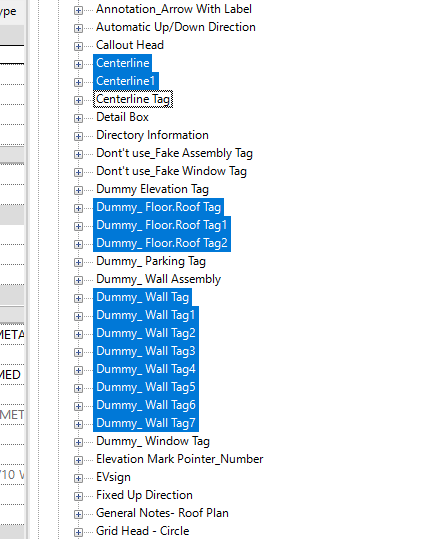 ype
Annotation_Arrow With Label
Automatic Up/Down Direction
Callout Head
Centerline
Centerline1
Centerline Tag
Detail Box
Directory Information
Don't use_Fake Assembly Tag
Don't use_Fake Window Tag
Dummy Elevation Tag
Dummy_ Floor.Roof Tag
Dummy_ Floor.Roof Tag1
Dummy_ Floor.Roof Tag2
Dummy_ Parking Tag
Dummy_ Wall Assembly
Dummy_ Wall Tag
Dummy_ Wall Tag1
Dummy_ Wall Tag2
META
Dummy_ Wall Tag3
Dummy_ Wall Tag4
MED
Dummy_ Wall Tag5
Dummy_ Wall Tag6
MET
Dummy_ Wall Tag7
Dummy_ Window Tag
Elevation Mark Pointer_Number
/10 W
EVsign
Fixed Up Direction
General Notes- Roof Plan
Grid Head - Circle